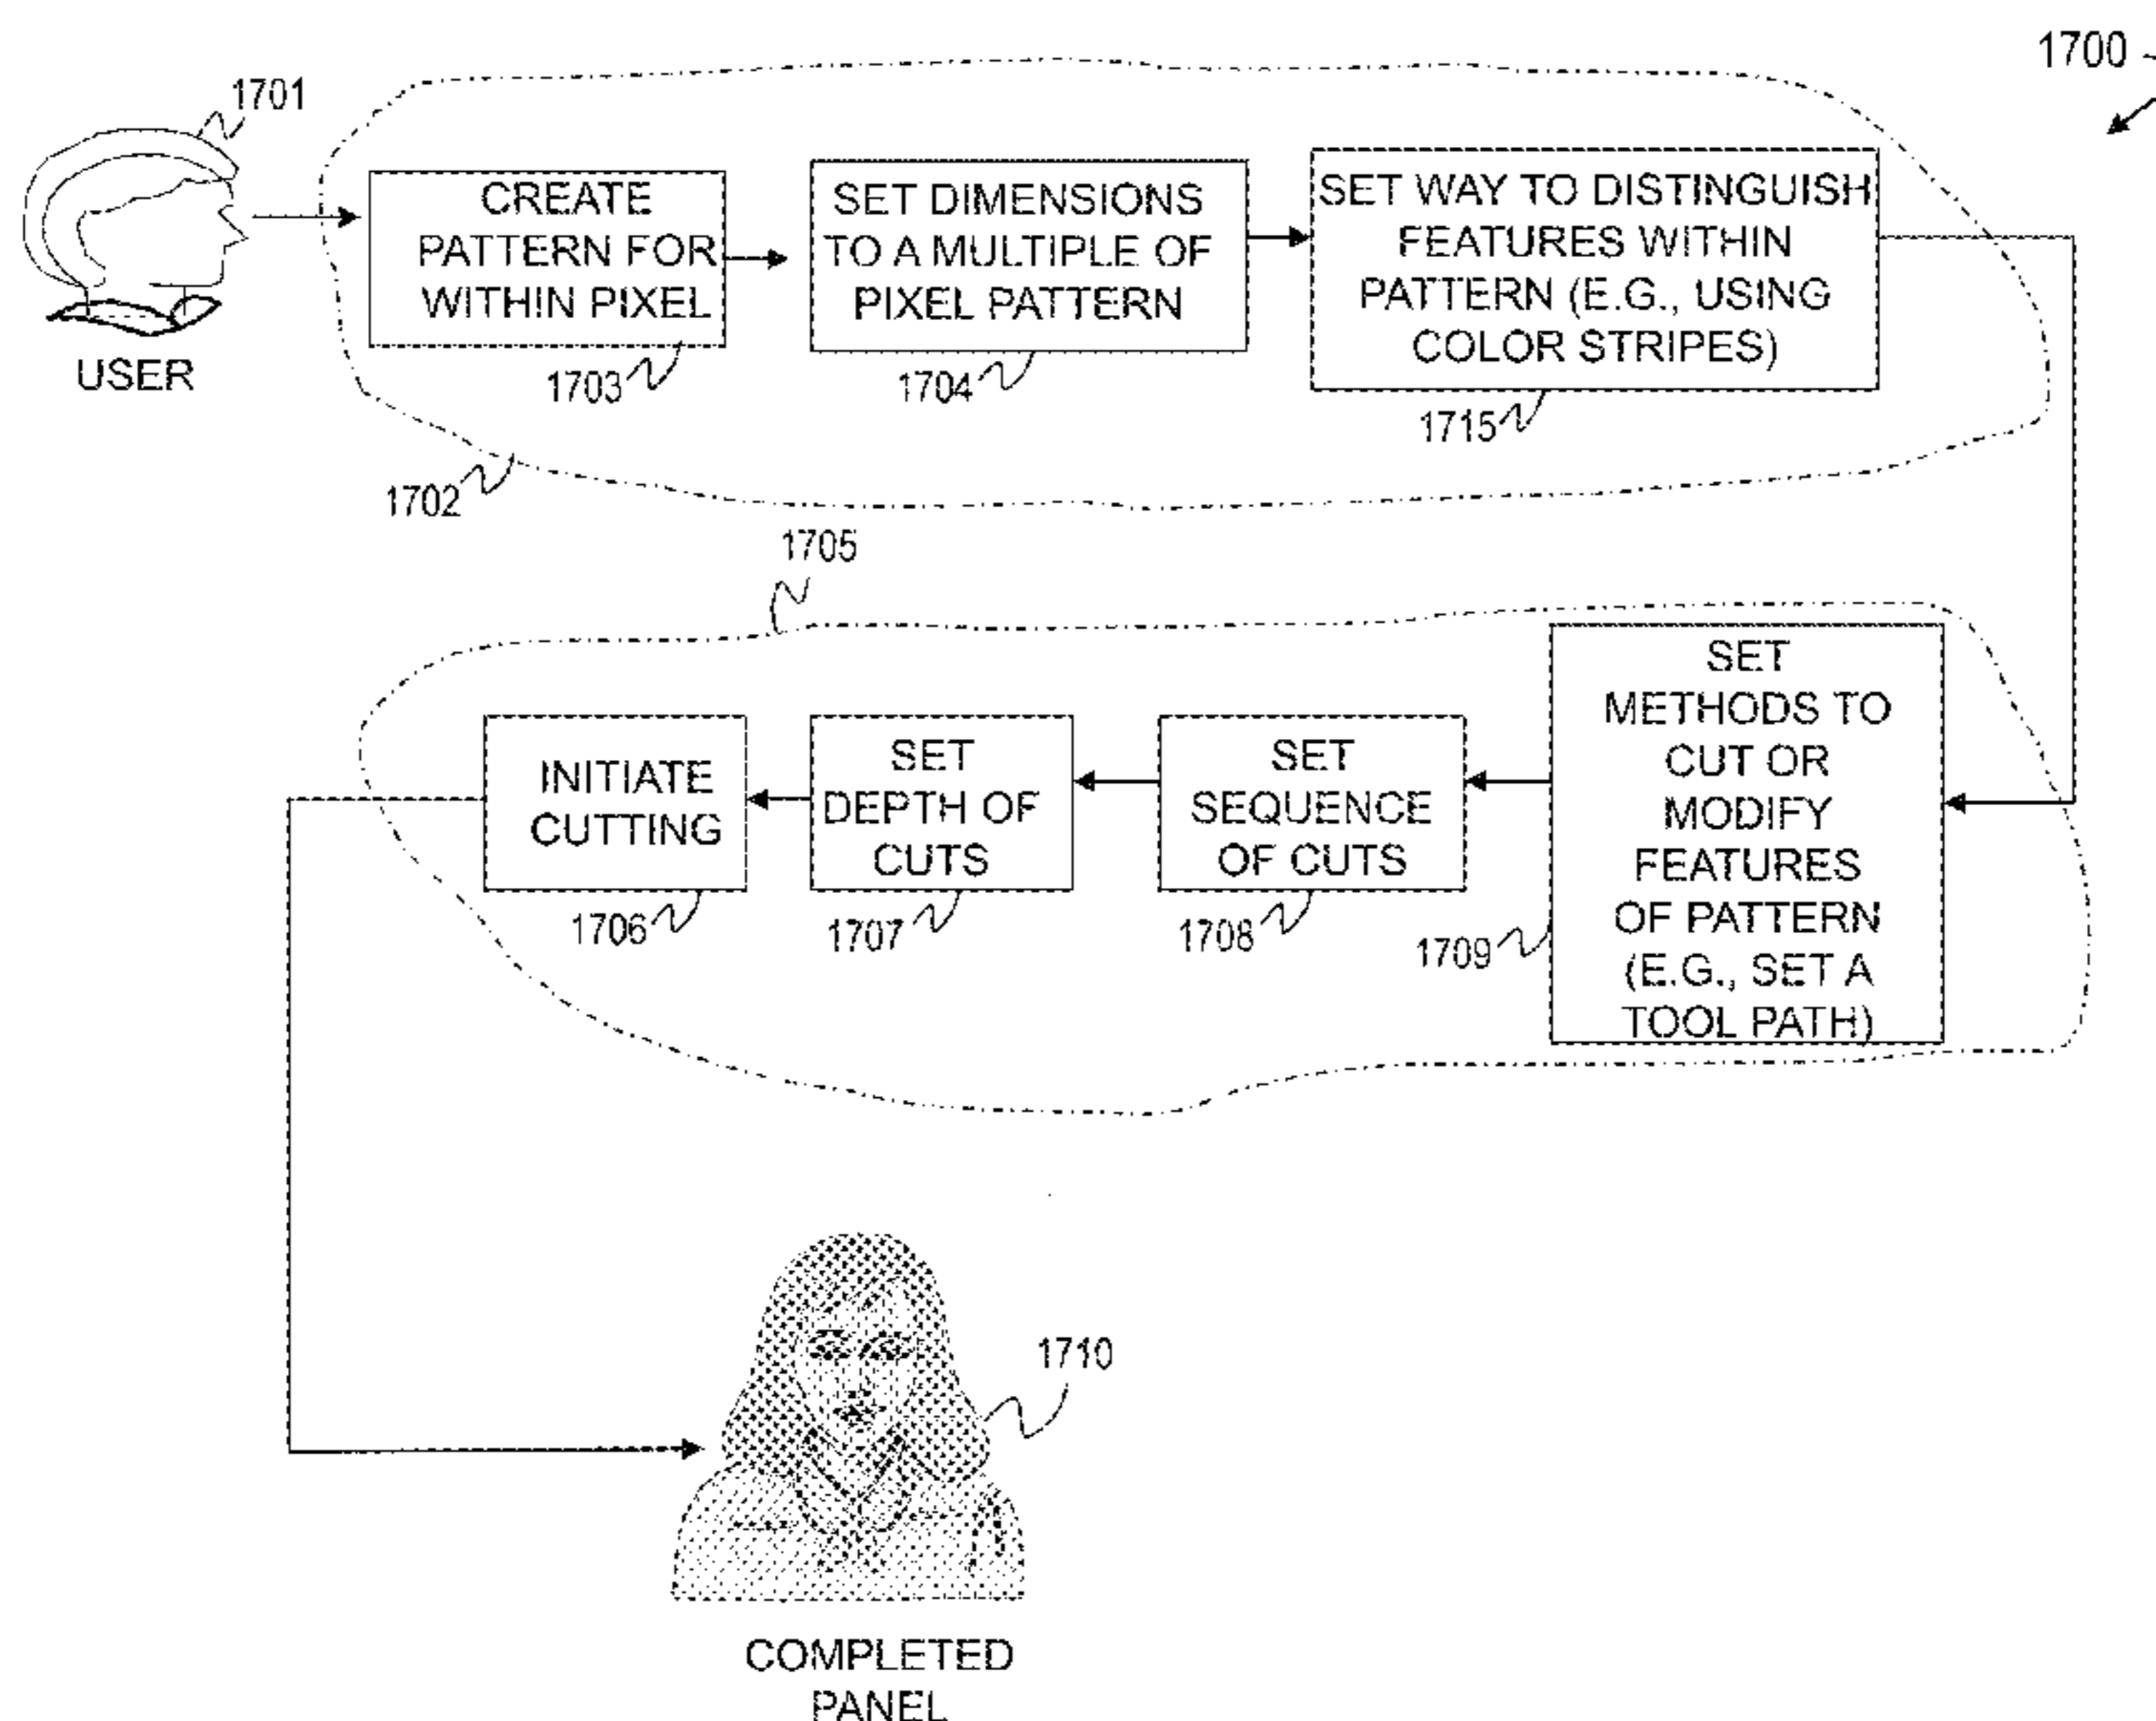 1700
1701
USER
CREATE
PATTERN FOR
WITHIN PIXEL
1703
SET DIMENSIONS
TO A MULTIPLE OF
PIXEL PATTERN
1704
SET WAY TO DISTINGUISH
FEATURES WITHIN
PATTERN (E.G., USING
COLOR STRIPES)
1715
1702
1705
SET
METHODS TO
CUT OR
MODIFY
FEATURES
OF PATTERN
(E.G., SET A
TOOL PATH)
1709
SET
SEQUENCE
OF CUTS
1708
SET
DEPTH OF
CUTS
1707
INITIATE
CUTTING
1706
1710
COMPLETED
PANEL